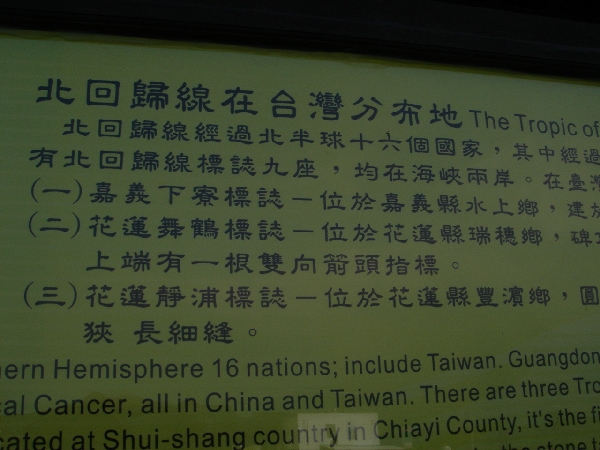 北回歸線在台灣分布地 The Tropic of
北回歸線經過北半球十六個國家，其中經過
有北回歸線標誌九座，均在海峽兩岸。在臺灣
(一)嘉義下寮標誌－位於嘉義縣水上鄉，建於
(二)花蓮舞鶴標誌－位於花蓮縣瑞穗鄉，碑
上端有一根雙向箭頭指標。
(三)花蓮靜浦標誌－位於花蓮縣豐濱鄉，圓
狹 長細縫。
ern Hemisphere 16 nations; include Taiwan. Guangdon
cal Cancer, all in China and Taiwan. There are three Tro
cated at Shui-shang country in Chiayi County, it's the fi
the stone t